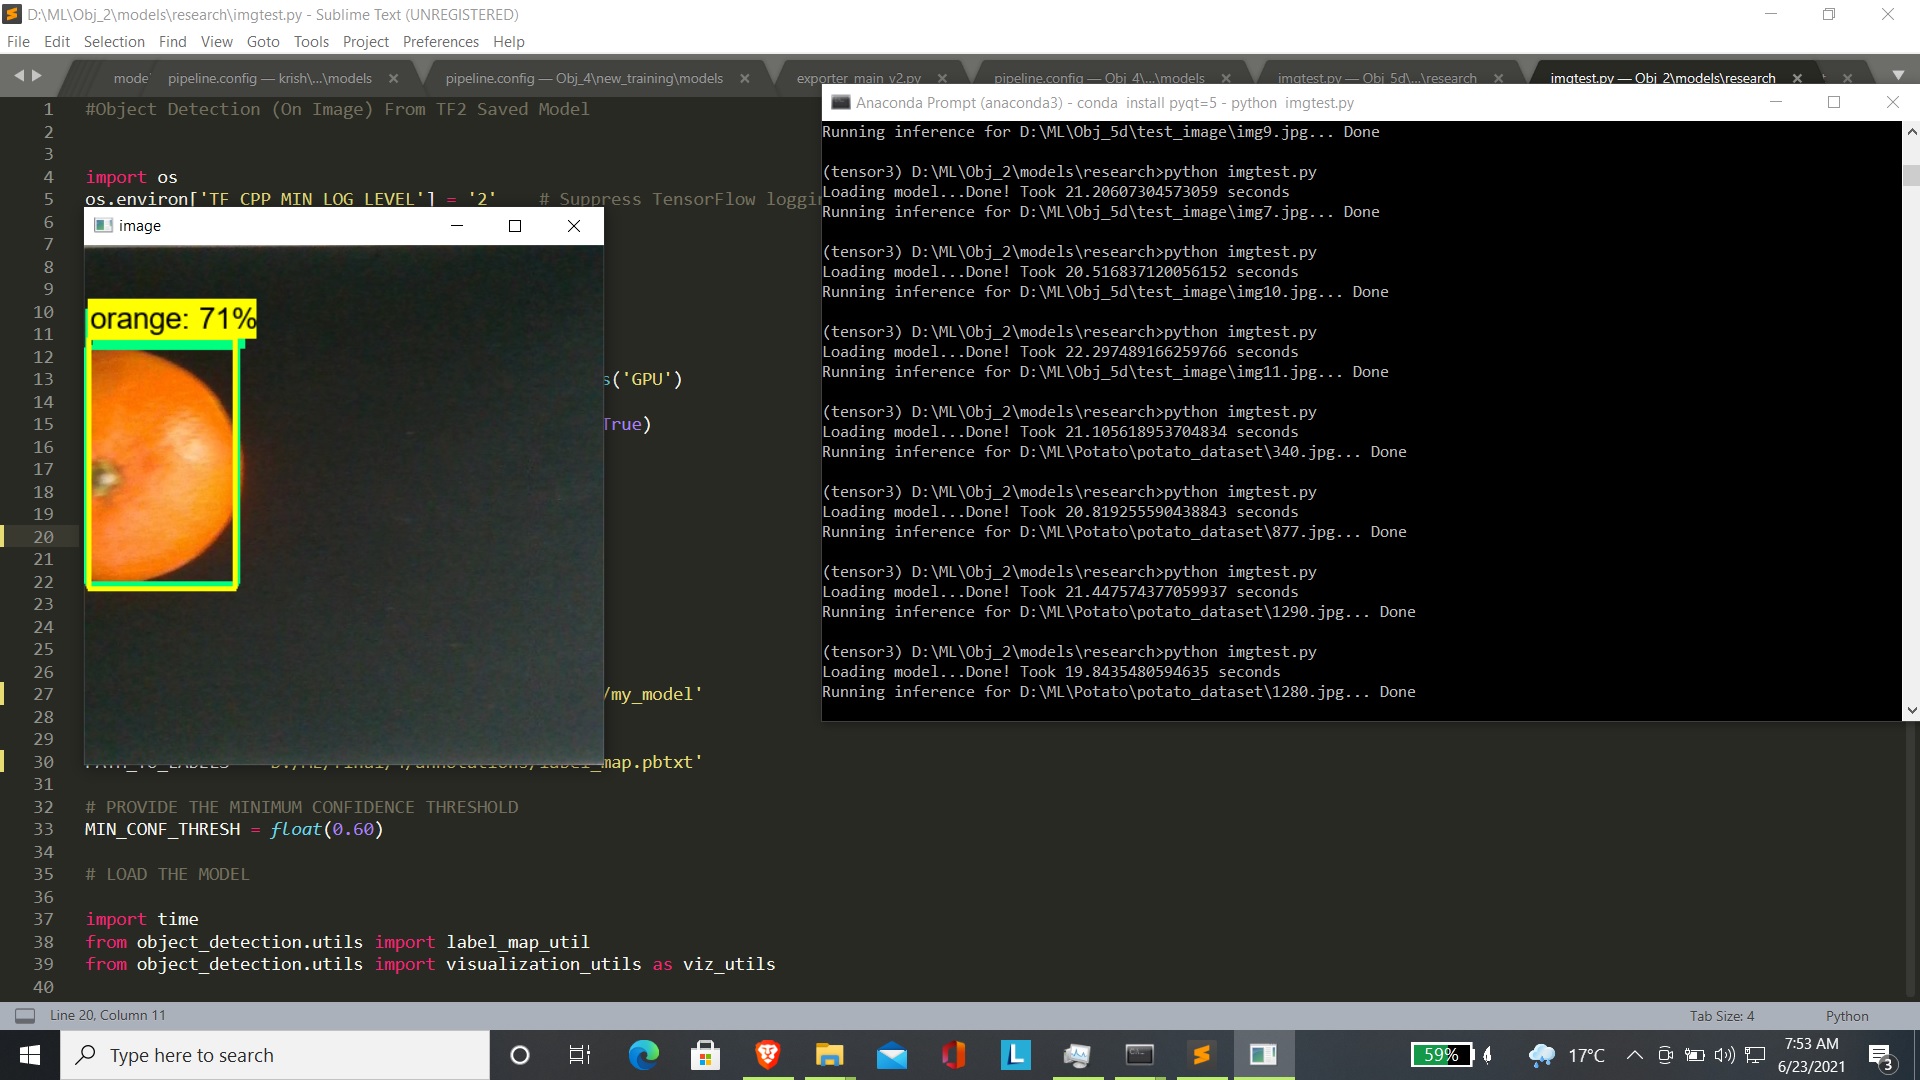 D:\ML\Obj_2\models\research\imgtest.py - Sublime Text (UNREGISTERED)
File Edit Selection Find View Goto Tools Project Preferences Help
mode pipeline.config — krish\...\models pipeline.config — Obj_4\new_training\models exporter_main_v2.py pipeline.config — Obj_4\...\models imgtest.py — Obj_5d\...\research imgtest.py — Obj_2\models\research
1 #Object Detection (On Image) From TF2 Saved Model
2
3
4 import os
5 os.environ['TF_CPP_MIN_LOG_LEVEL'] = '2' # Suppress TensorFlow loggi
6
7
8
9
10
11
12
13 s('GPU')
14
15 True)
16
17
18
19
20
21
22
23
24
25
26
27 /my_model'
28
29
30 label_map.pbtxt'
31
32 # PROVIDE THE MINIMUM CONFIDENCE THRESHOLD
33 MIN_CONF_THRESH = float(0.60)
34
35 # LOAD THE MODEL
36
37 import time
38 from object_detection.utils import label_map_util
39 from object_detection.utils import visualization_utils as viz_utils
40
image
orange: 71%
Anaconda Prompt (anaconda3) - conda install pyqt=5 - python imgtest.py
Running inference for D:\ML\Obj_5d\test_image\img9.jpg... Done
(tensor3) D:\ML\Obj_2\models\research>python imgtest.py
Loading model...Done! Took 21.20607304573059 seconds
Running inference for D:\ML\Obj_5d\test_image\img7.jpg... Done
(tensor3) D:\ML\Obj_2\models\research>python imgtest.py
Loading model...Done! Took 20.516837120056152 seconds
Running inference for D:\ML\Obj_5d\test_image\img10.jpg... Done
(tensor3) D:\ML\Obj_2\models\research>python imgtest.py
Loading model...Done! Took 22.297489166259766 seconds
Running inference for D:\ML\Obj_5d\test_image\img11.jpg... Done
(tensor3) D:\ML\Obj_2\models\research>python imgtest.py
Loading model...Done! Took 21.105618953704834 seconds
Running inference for D:\ML\Potato\potato_dataset\340.jpg... Done
(tensor3) D:\ML\Obj_2\models\research>python imgtest.py
Loading model...Done! Took 20.819255590438843 seconds
Running inference for D:\ML\Potato\potato_dataset\877.jpg... Done
(tensor3) D:\ML\Obj_2\models\research>python imgtest.py
Loading model...Done! Took 21.447574377059937 seconds
Running inference for D:\ML\Potato\potato_dataset\1290.jpg... Done
(tensor3) D:\ML\Obj_2\models\research>python imgtest.py
Loading model...Done! Took 19.8435480594635 seconds
Running inference for D:\ML\Potato\potato_dataset\1280.jpg... Done
Line 20, Column 11 Tab Size: 4 Python
Type here to search
L
59%
17°C
7:53 AM
6/23/2021
3